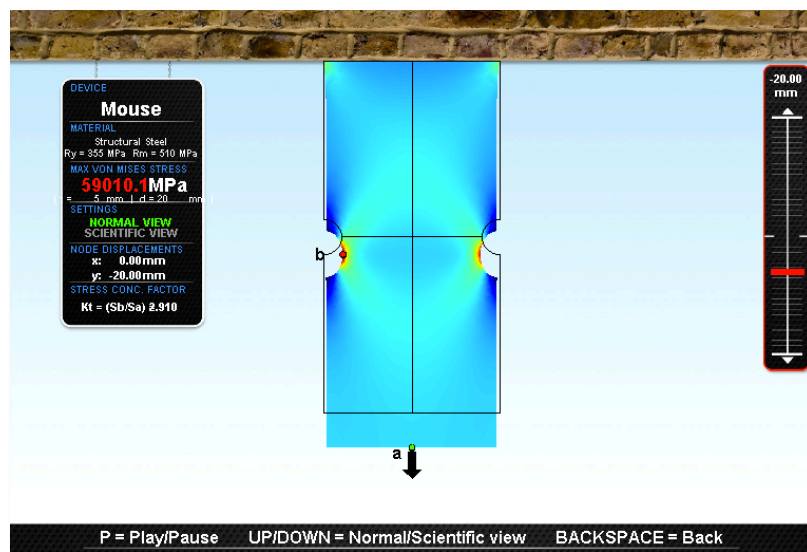 DEVICE
Mouse
MATERIAL
Structural Steel
Ry = 355 MPa Rm = 510 MPa
MAX VON MISES STRESS
59010.1MPa
= 5 mm | d = 20 mm
SETTINGS
NORMAL VIEW
SCIENTIFIC VIEW
NODE DISPLACEMENTS
x: 0.00mm
y: -20.00mm
STRESS CONC. FACTOR
Kt = (Sb/Sa) 2.910
-20.00
mm
b
a
P = Play/Pause UP/DOWN = Normal/Scientific view BACKSPACE = Back